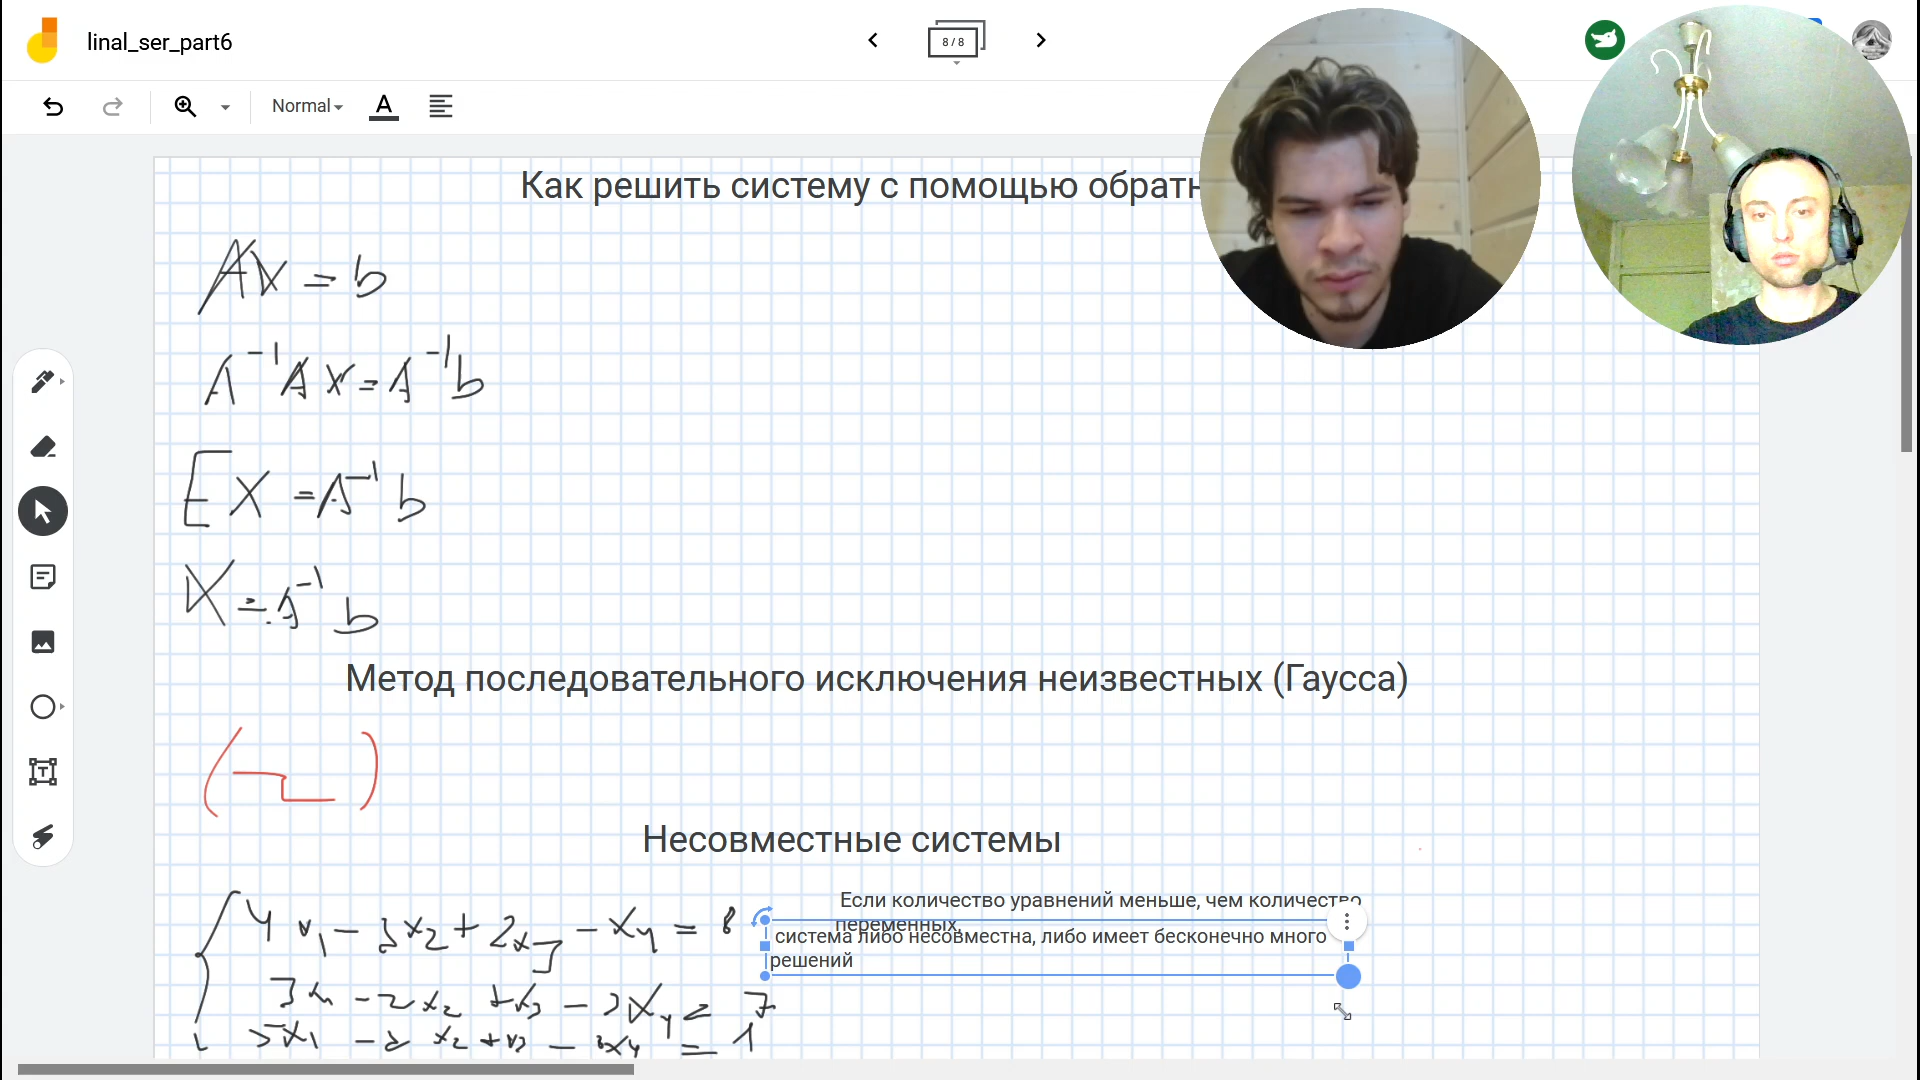 linal_ser_part6
8 / 8
Normal
Как решить систему с помощью обратн
AX = b
A⁻¹AX = A⁻¹b
EX = A⁻¹b
X = A⁻¹b
Метод последовательного исключения неизвестных (Гаусса)
Несовместные системы
Если количество уравнений меньше, чем количество
переменных,
система либо несовместна, либо имеет бесконечно много
решений
4x₁ - 3x₂ + 2x₃ - x₄ = 8
3x₁ - 2x₂ + x₃ - 3x₄ = 7
5x₁ - 2x₂ + x₃ - 3x₄ = 1